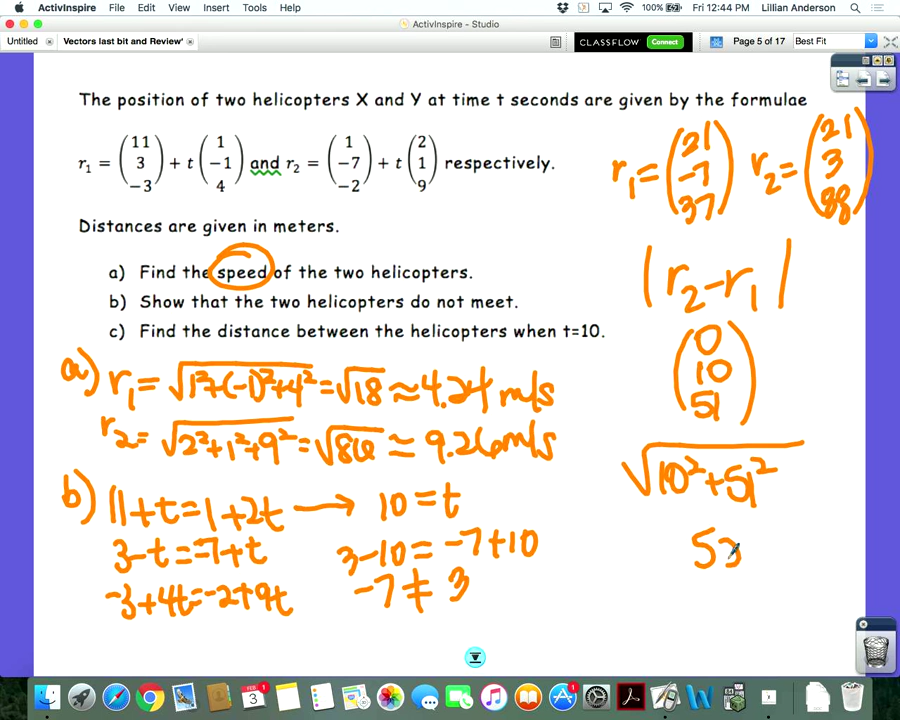 ActivInspire File Edit View Insert Tools Help 100% Fri 12:44 PM Lillian Anderson
ActivInspire - Studio
Untitled Vectors last bit and Review* CLASSFLOW Connect Page 5 of 17 Best Fit
The position of two helicopters X and Y at time t seconds are given by the formulae
r₁ = (11 3 −3) + t (1 −1 4) and r₂ = (1 −7 −2) + t (2 1 9) respectively.
r₁ = (21 −7 37) r₂ = (21 3 88)
Distances are given in meters.
a) Find the speed of the two helicopters.
b) Show that the two helicopters do not meet.
c) Find the distance between the helicopters when t=10.
|r₂ − r₁|
(0 10 51)
√10²+51²
a) r₁ = √1²+(-1)²+4² = √18 ≈ 4.24 m/s
r₂ = √2²+1²+9² = √86 ≃ 9.26 m/s
b) 11+t = 1+2t → 10 = t
3-t = -7+t 3-10 = -7+10
-3+4t = -2+9t -7 ≠ 3
FEB 3 1